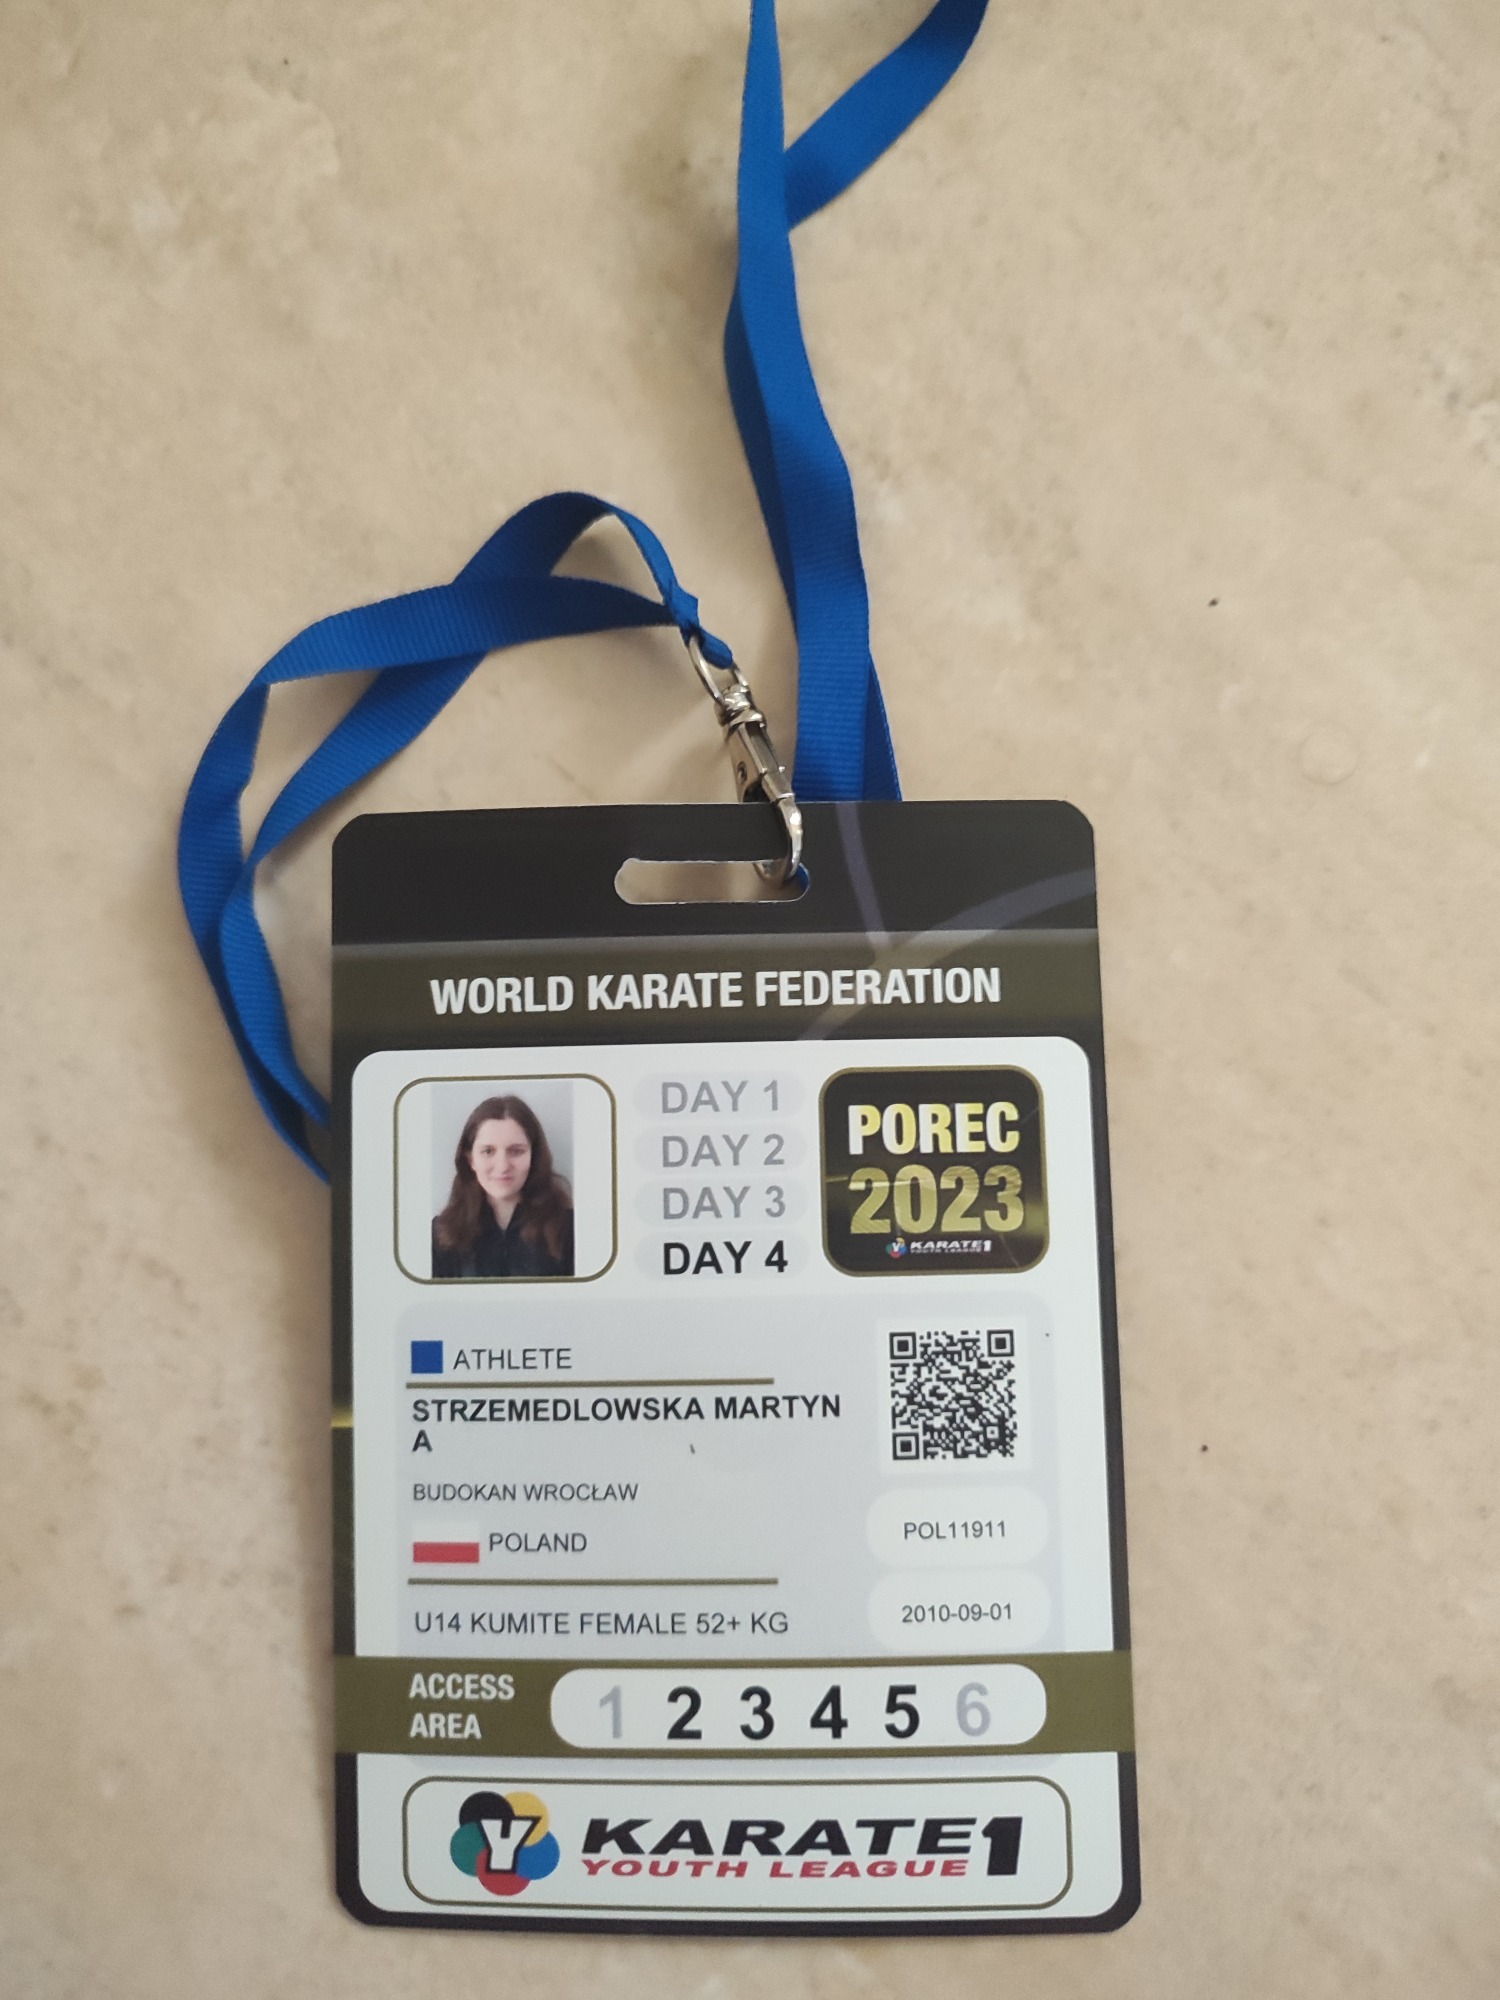 WORLD KARATE FEDERATION
DAY 1
DAY 2
DAY 3
DAY 4
POREC
2023
KARATE1
YOUTH LEAGUE
ATHLETE
STRZEMEDLOWSKA MARTYN
A
BUDOKAN WROCŁAW
POLAND
U14 KUMITE FEMALE 52+ KG
POL11911
2010-09-01
ACCESS
AREA
1 2 3 4 5 6
Y
KARATE1
YOUTH LEAGUE